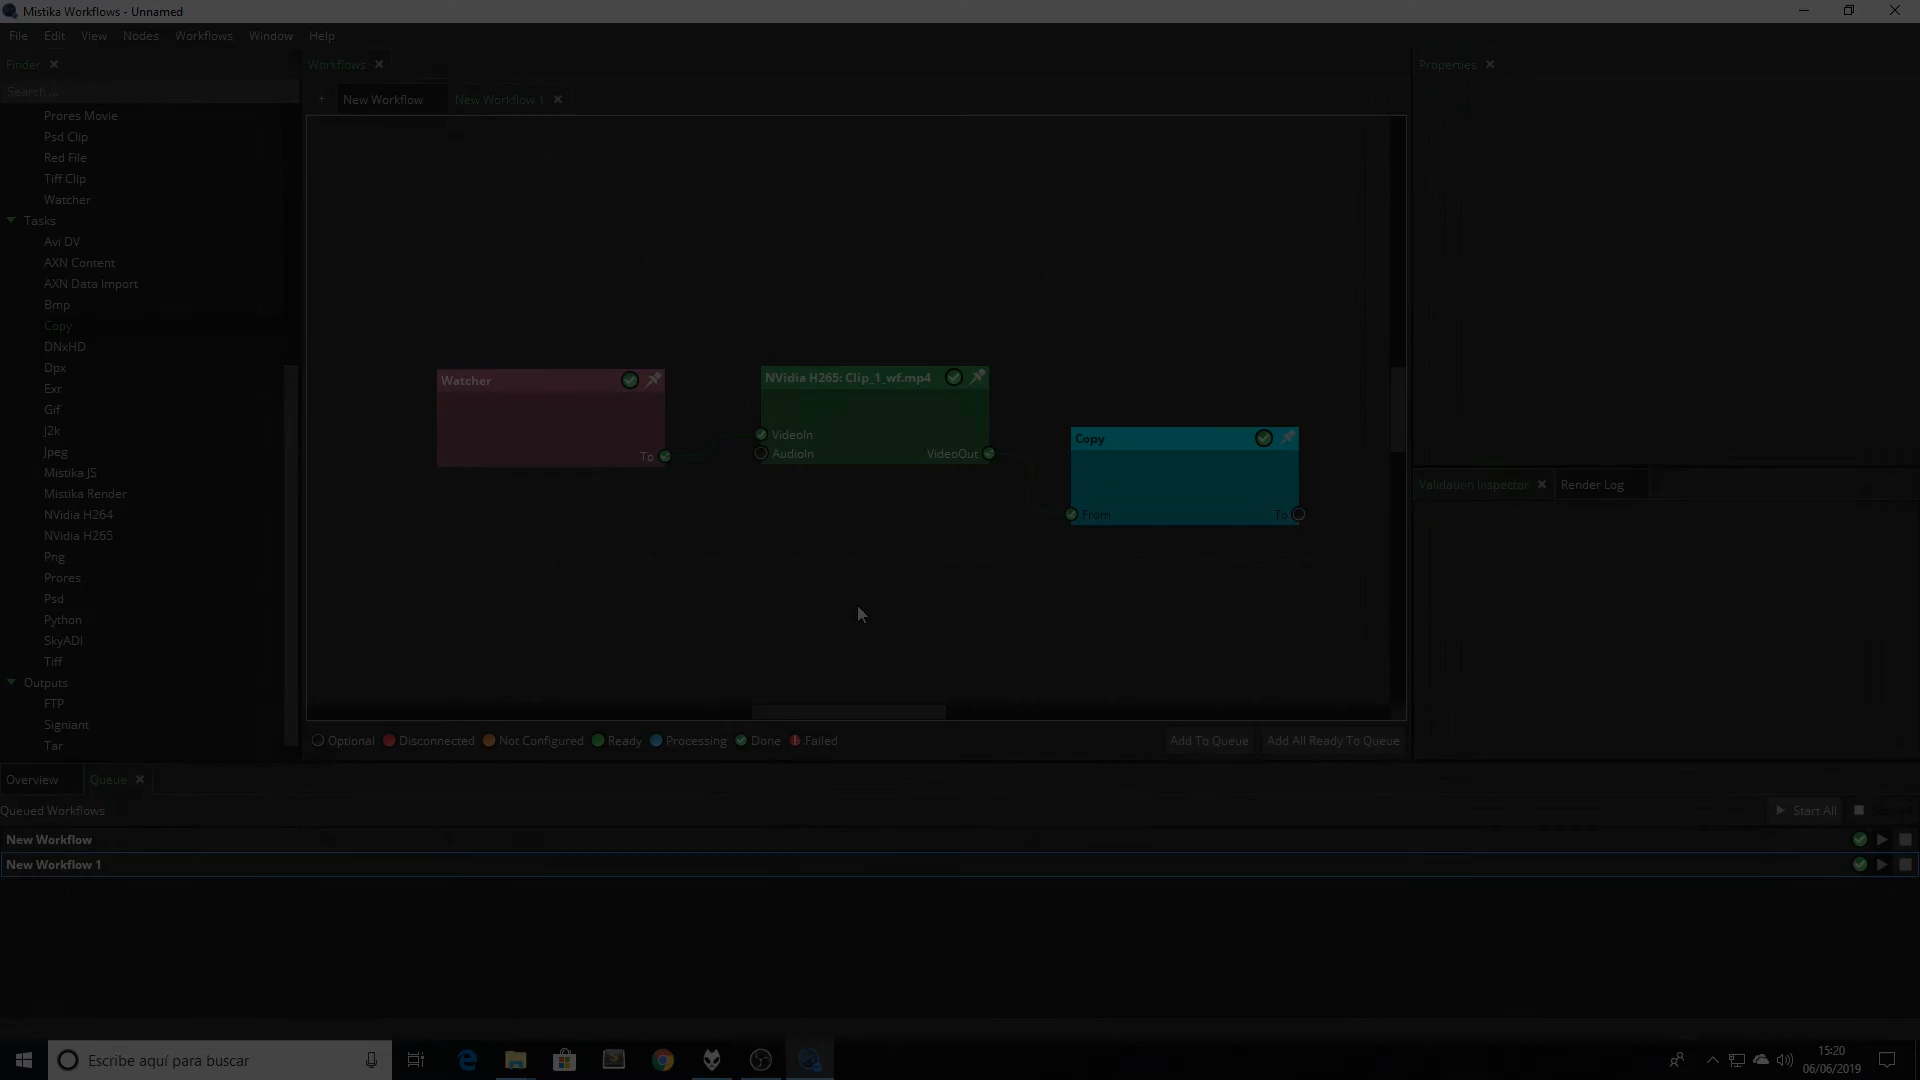 Mistika Workflows - Unnamed
File Edit View Nodes Workflows Window Help
Finder
Search ...
Prores Movie
Psd Clip
Red File
Tiff Clip
Watcher
Tasks
Avi DV
AXN Content
AXN Data Import
Bmp
Copy
DNxHD
Dpx
Exr
Gif
J2k
Jpeg
Mistika JS
Mistika Render
NVidia H264
NVidia H265
Png
Prores
Psd
Python
SkyADI
Tiff
Outputs
FTP
Signiant
Tar
Workflows
+ New Workflow New Workflow 1
Watcher
To
NVidia H265: Clip_1_wf.mp4
VideoIn
AudioIn VideoOut
Copy
From To
Optional Disconnected Not Configured Ready Processing Done Failed
Add To Queue Add All Ready To Queue
Properties
Validation Inspector Render Log
Overview Queue
Queued Workflows
Start All
New Workflow
New Workflow 1
Escribe aquí para buscar
15:20
06/06/2019